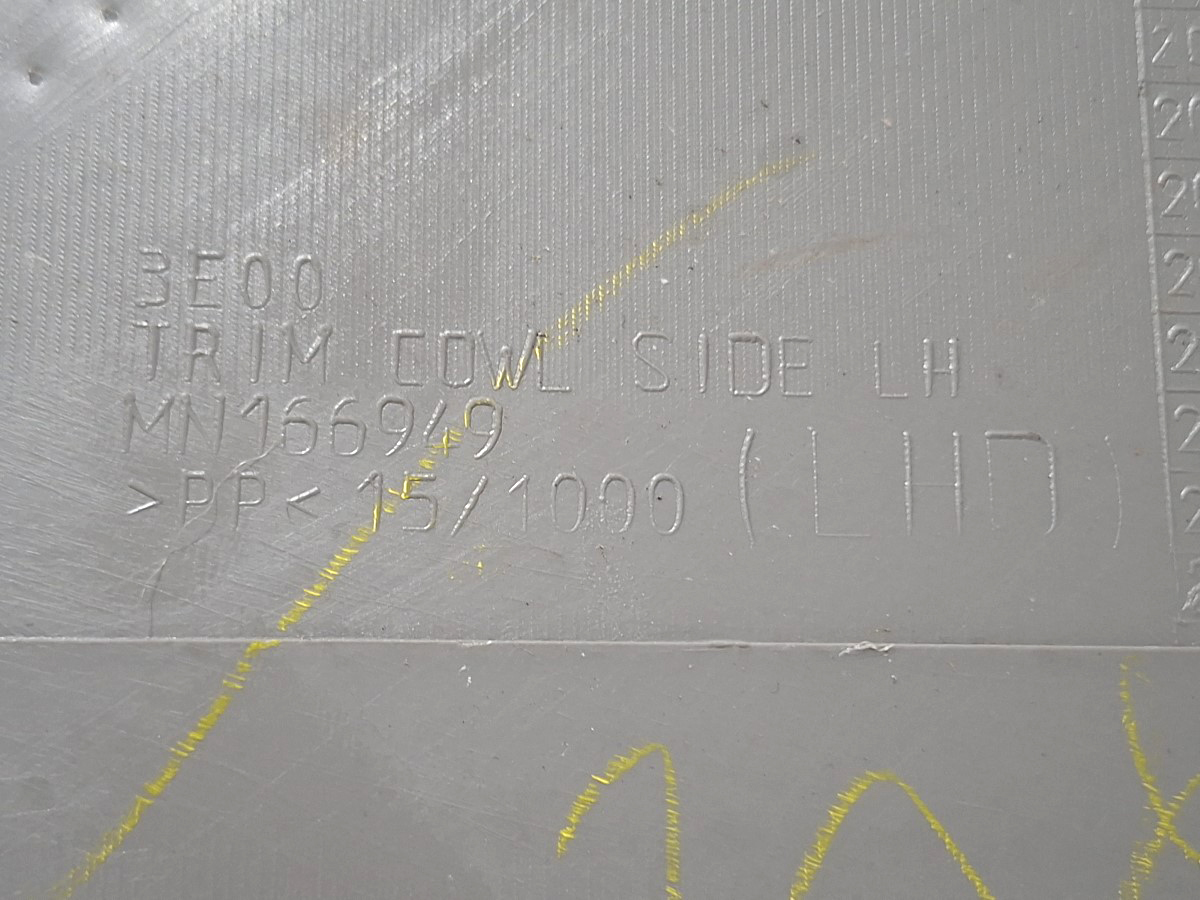 3E00
TRIM COWL SIDE LH
MN166949
>PP< 15/1000 (LHD)